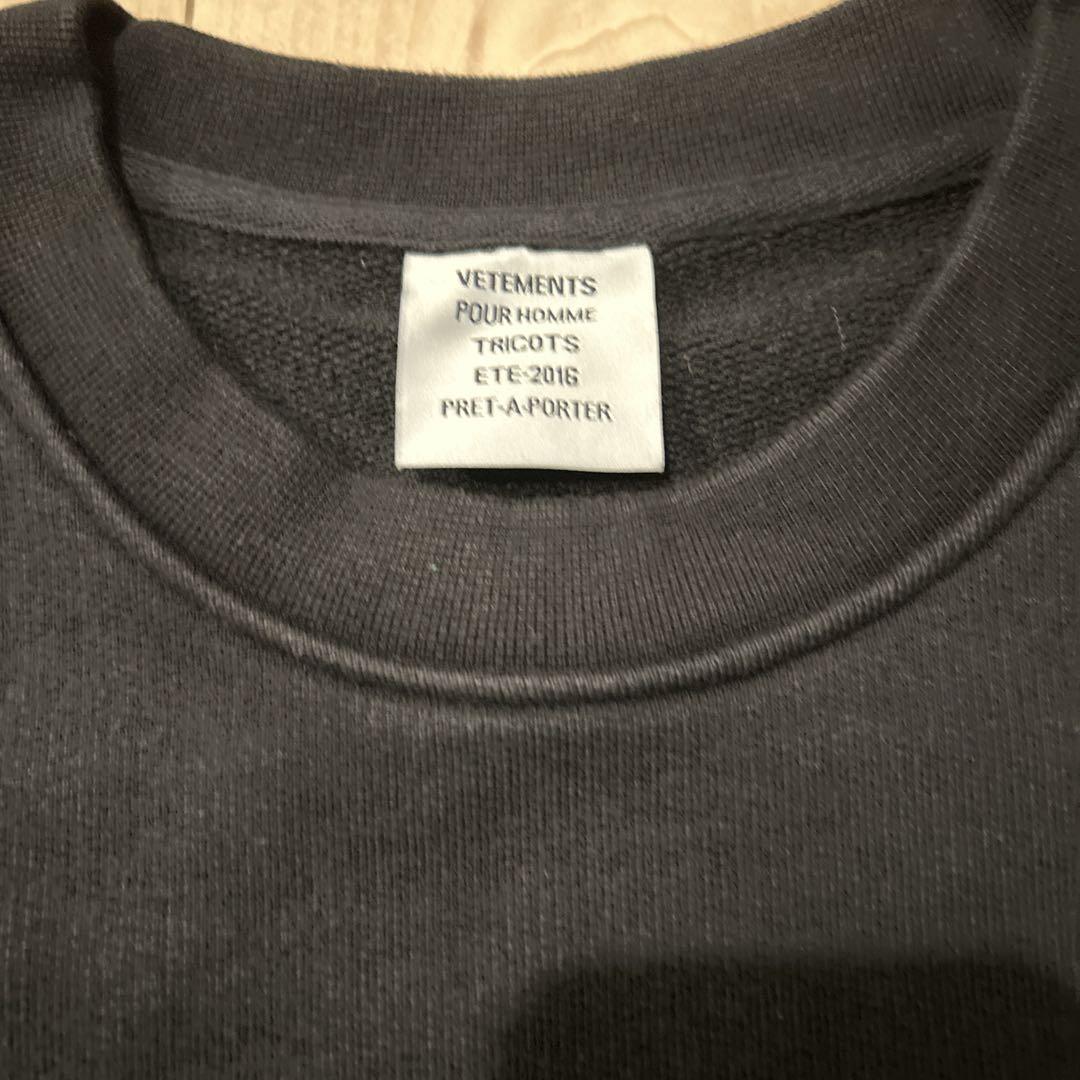 VETEMENTS
POUR HOMME
TRICOTS
ETE-2016
PRET-A-PORTER